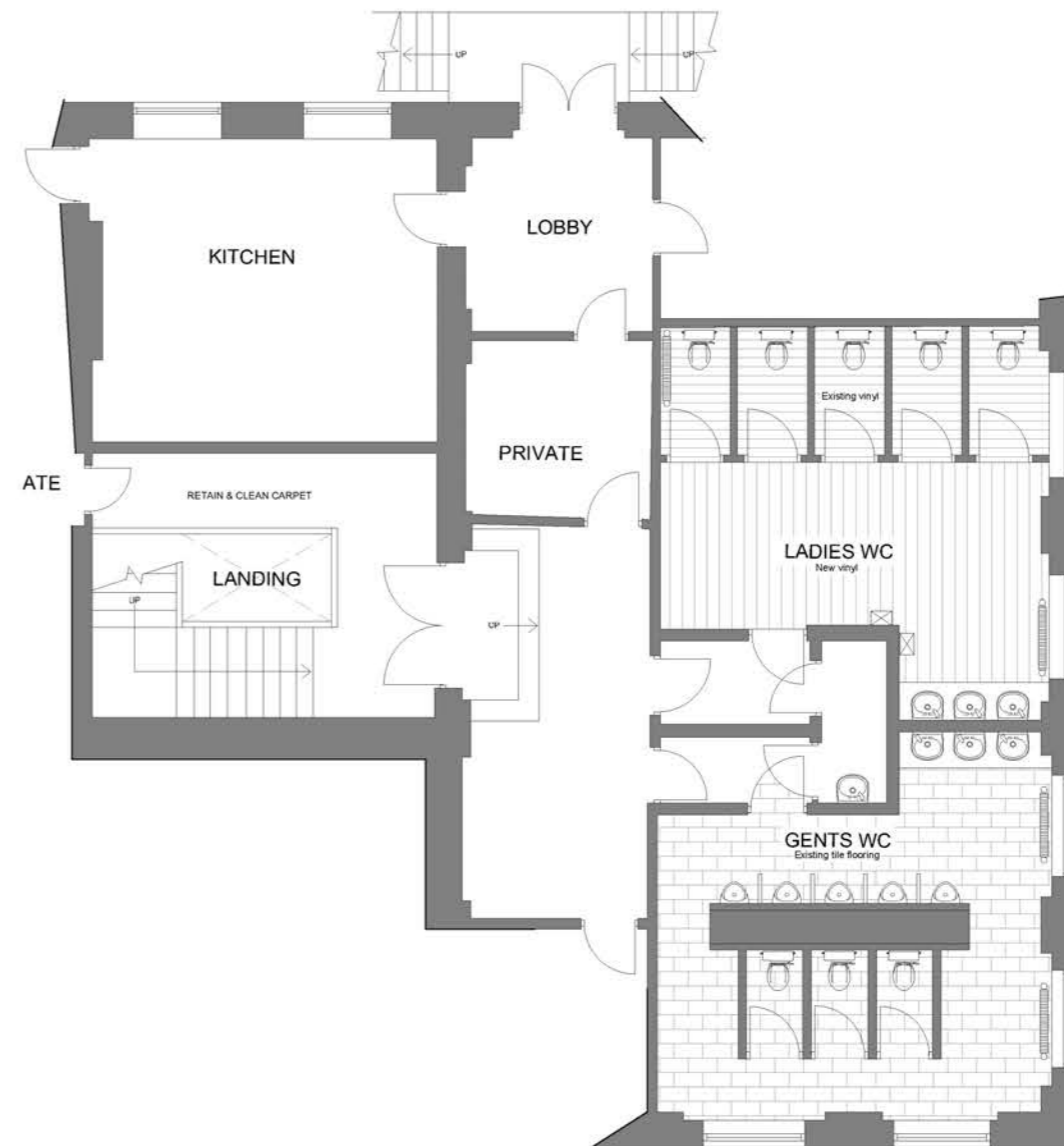 UP
UP
LOBBY
KITCHEN
Existing vinyl
PRIVATE
ATE
RETAIN & CLEAN CARPET
LADIES WC
New vinyl
LANDING
UP
UP
GENTS WC
Existing tile flooring